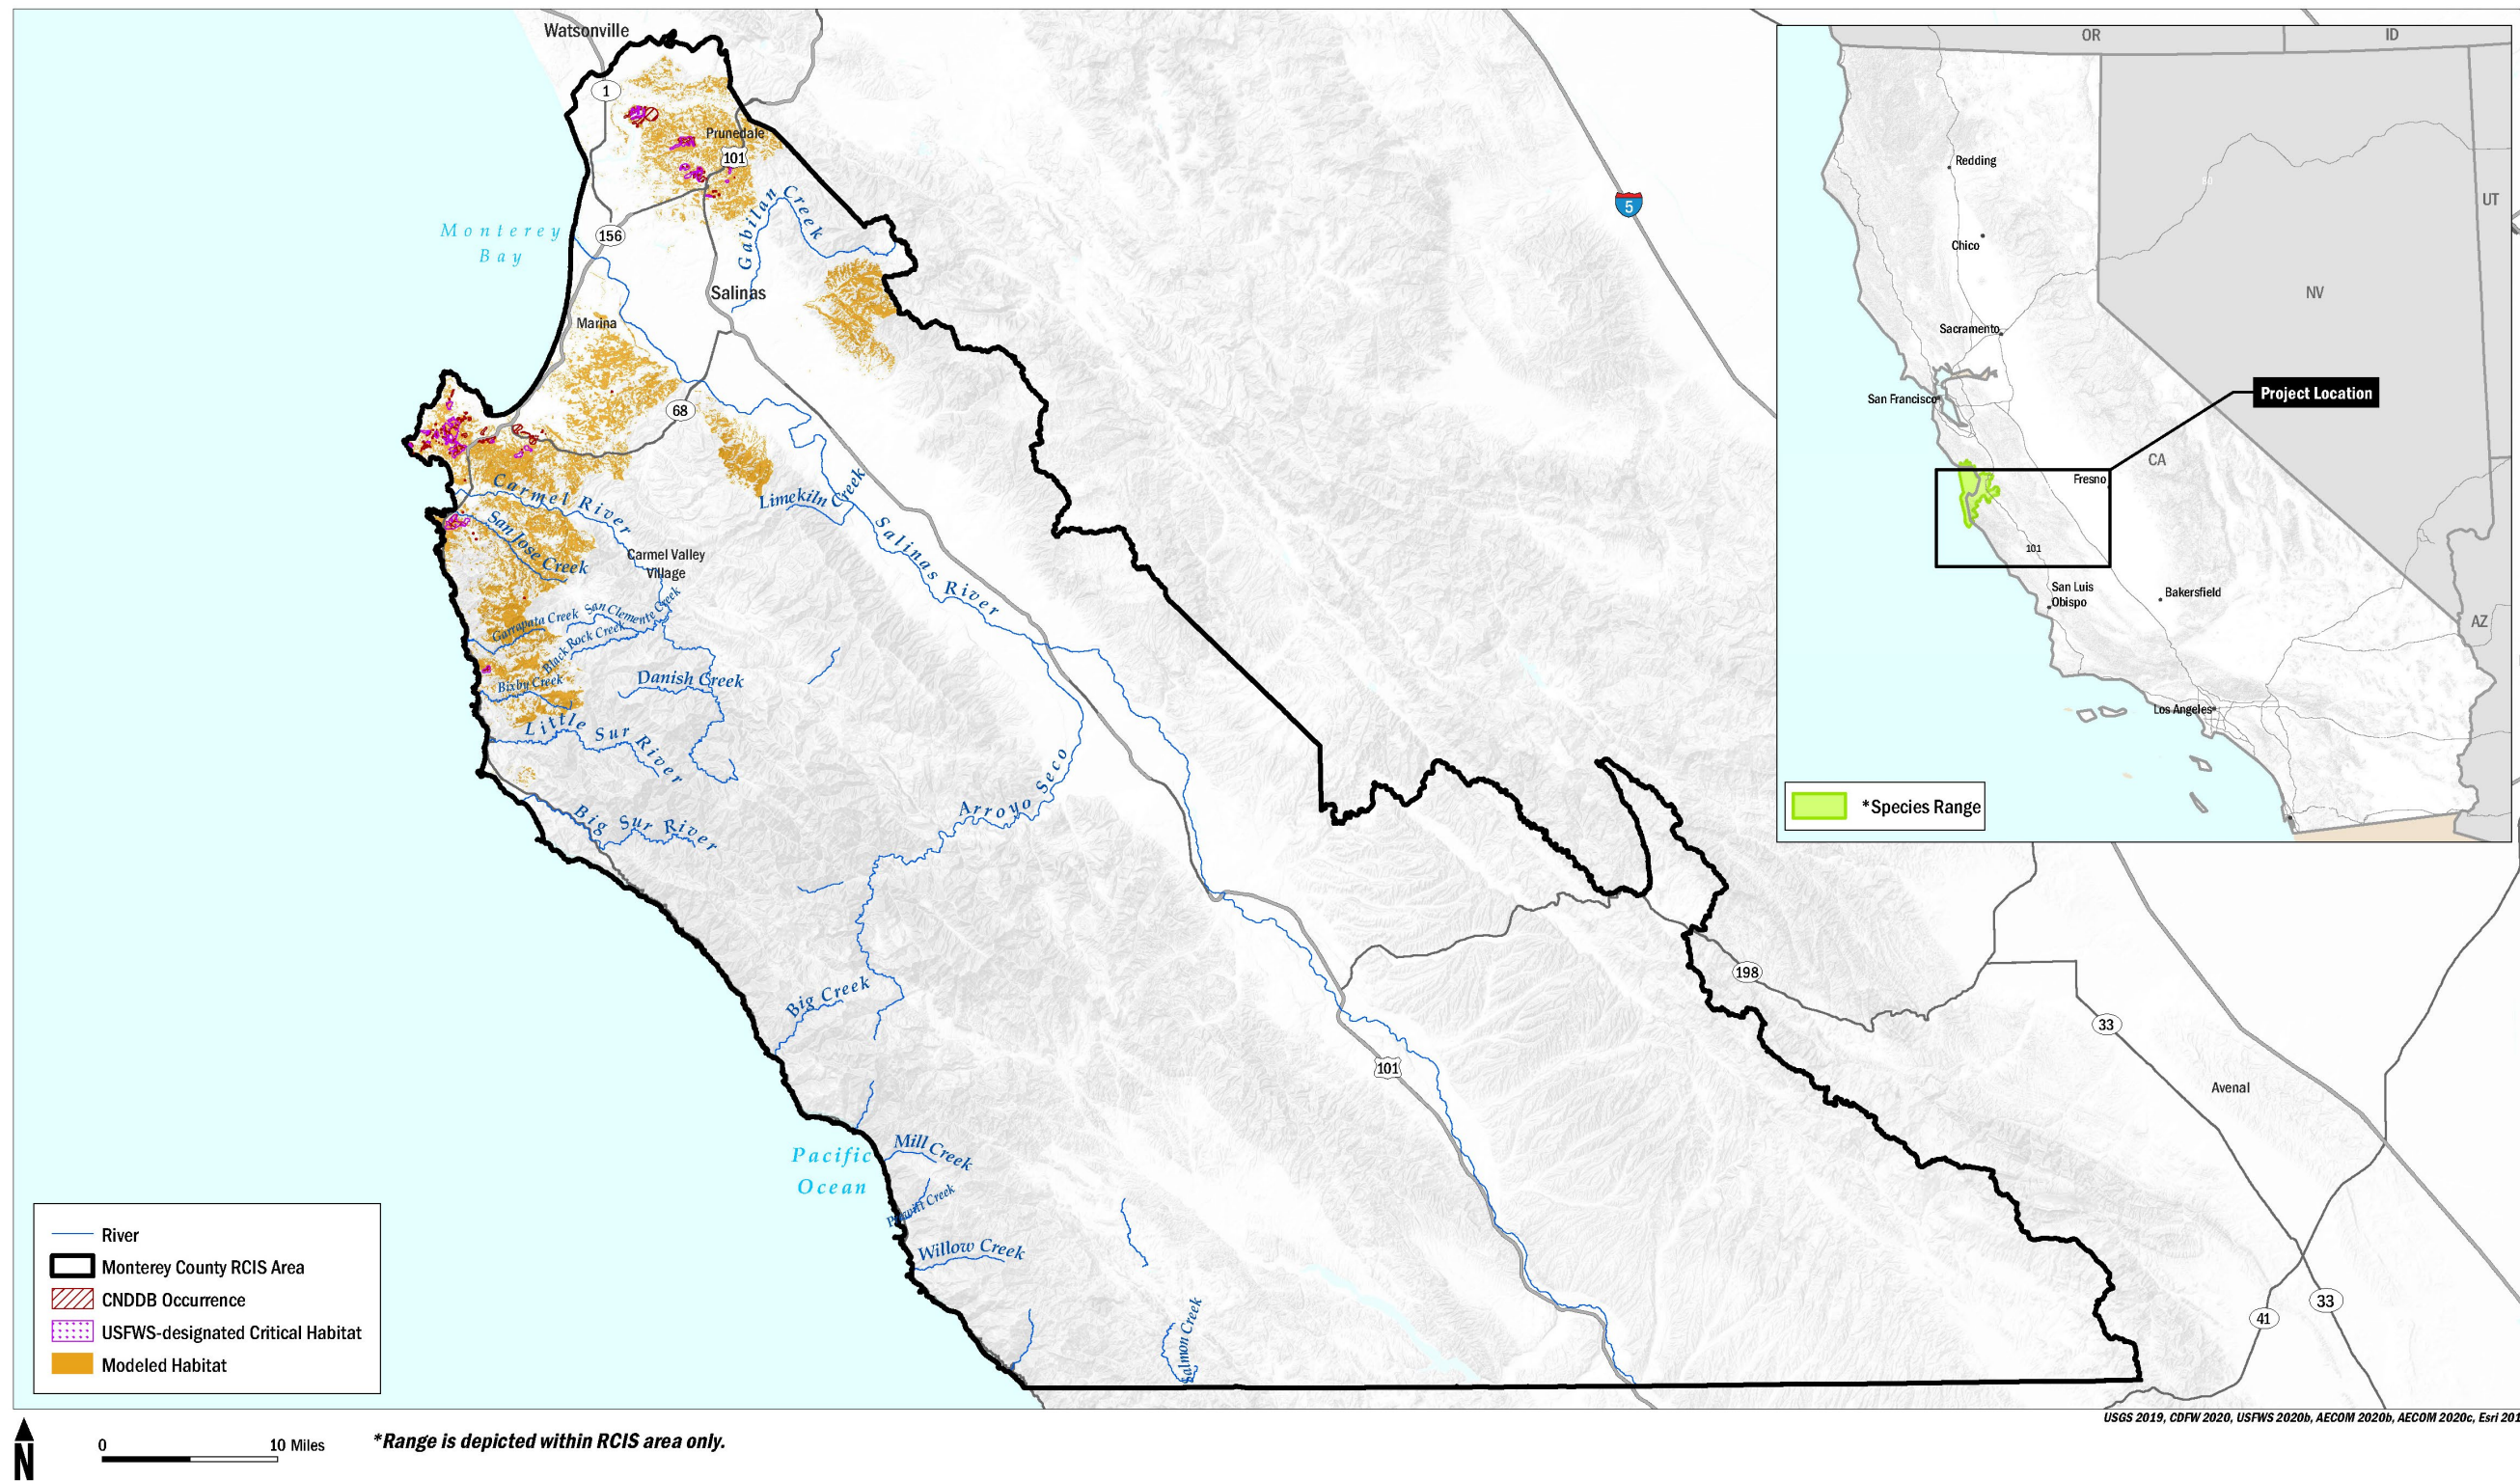 Watsonville
1
Prunedale
101
Gabilan Creek
Monterey
Bay
156
Salinas
Marina
68
Carmel River
Limekiln Creek
San Jose
Creek
Salinas River
Carmel Valley
Village
Garrapata Creek
San Clemente Creek
Black Rock Creek
Danish Creek
Bixby Creek
Little Sur River
Arroyo Seco
Big Sur River
Big Creek
Pacific
Ocean
Mill Creek
Prewitt Creek
Willow Creek
Salmon Creek
101
5
198
33
Avenal
41
33
OR
ID
Redding
UT
Chico
NV
80
Sacramento
San Francisco
Project Location
CA
Fresno
101
San Luis
Obispo
Bakersfield
AZ
Los Angeles
*Species Range
River
Monterey County RCIS Area
CNDDB Occurrence
USFWS-designated Critical Habitat
Modeled Habitat
USGS 2019, CDFW 2020, USFWS 2020b, AECOM 2020b, AECOM 2020c, Esri 201
N
0
10 Miles
*Range is depicted within RCIS area only.